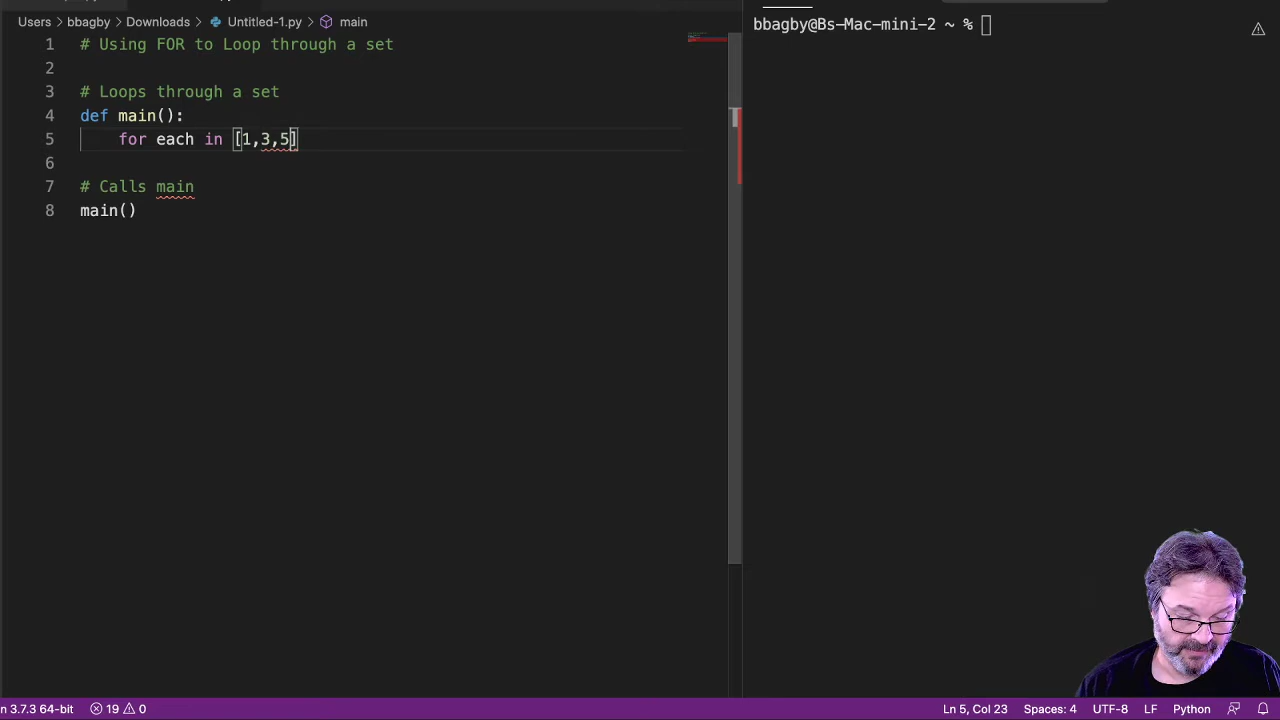 Users > bbagby > Downloads > Untitled-1.py > main
bbagby@Bs-Mac-mini-2 ~ %
1 # Using FOR to Loop through a set
2
3 # Loops through a set
4 def main():
5 for each in [1,3,5]
6
7 # Calls main
8 main()
n 3.7.3 64-bit 19 0 Ln 5, Col 23 Spaces: 4 UTF-8 LF Python